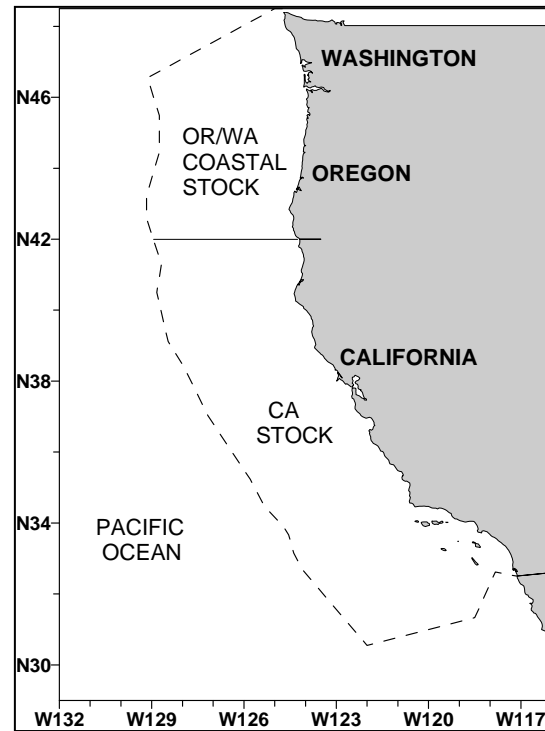 WASHINGTON
N46
OR/WA
COASTAL
STOCK
OREGON
N42
CALIFORNIA
N38
CA
STOCK
N34
PACIFIC
OCEAN
N30
W132 W129 W126 W123 W120 W117